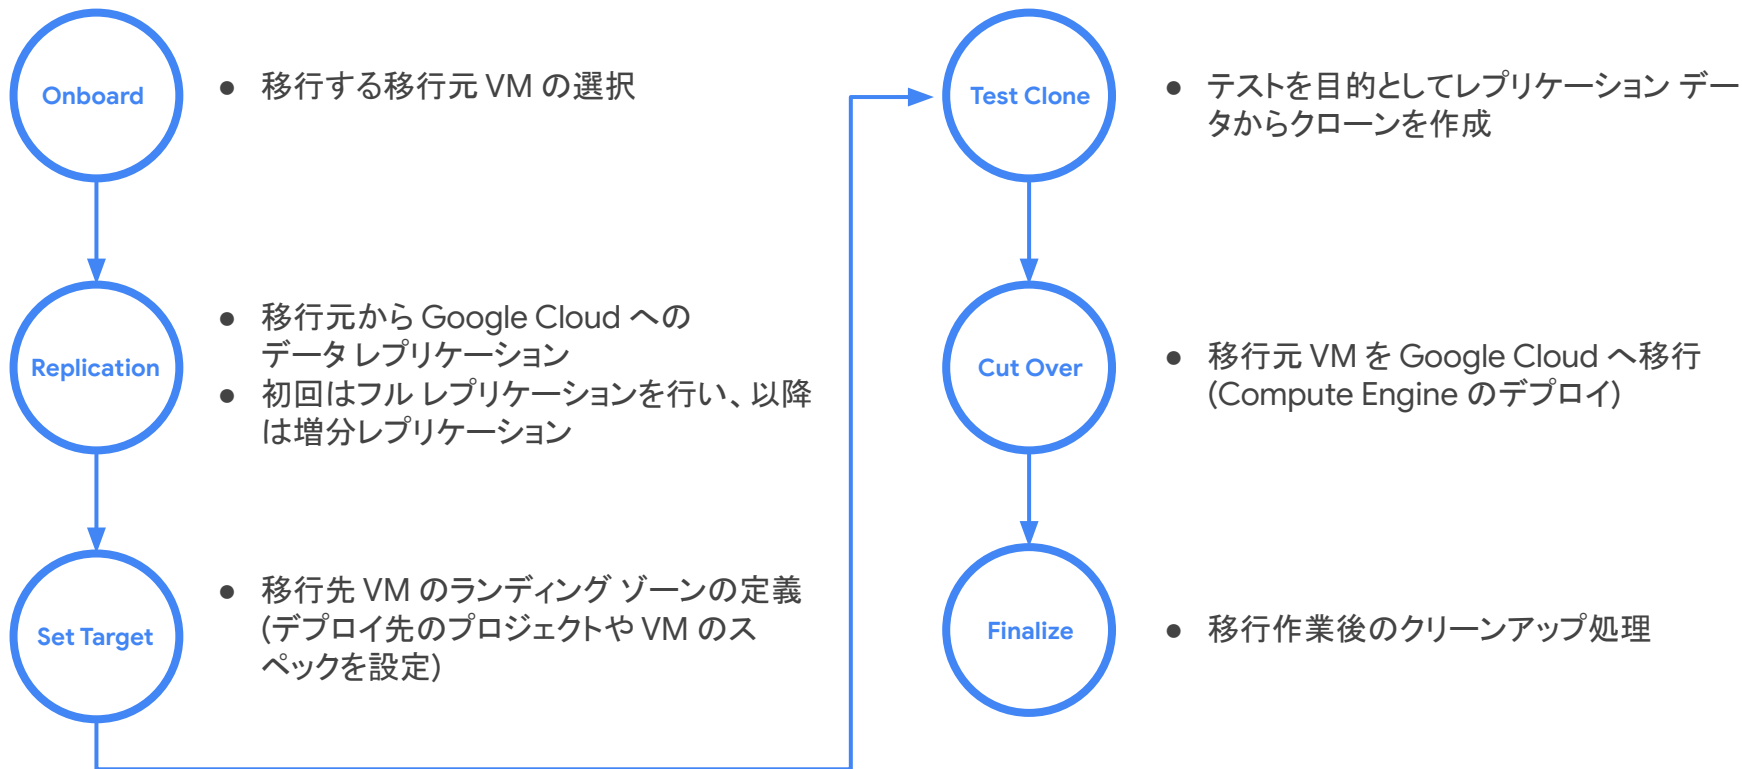 Onboard
● 移行する移行元 VM の選択
Replication
● 移行元から Google Cloud への
データ レプリケーション
● 初回はフル レプリケーションを行い、以降
は増分レプリケーション
Set Target
● 移行先 VM のランディング ゾーンの定義
(デプロイ先のプロジェクトや VM のス
ペックを設定)
Test Clone
● テストを目的としてレプリケーション デー
タからクローンを作成
Cut Over
● 移行元 VM を Google Cloud へ移行
(Compute Engine のデプロイ)
Finalize
● 移行作業後のクリーンアップ処理